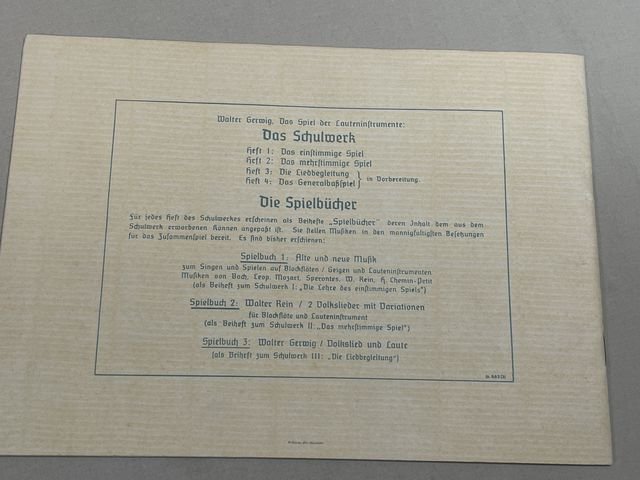 Walter Gerwig, Das Spiel der Lauteninstrumente:
Das Schulwerk
Heft 1: Das einstimmige Spiel
Heft 2: Das mehrstimmige Spiel
Heft 3: Die Liedbegleitung
Heft 4: Das Generalbaßspiel } in Vorbereitung.
Die Spielbücher
Für jedes Heft des Schulwerkes erscheinen als Beihefte „Spielbücher" deren Inhalt dem aus dem
Schulwerk erworbenen Können angepaßt ist. Sie stellen Musiken in den mannigfaltigsten Besetzungen
für das Zusammenspiel bereit. Es sind bisher erschienen:
Spielbuch 1: Alte und neue Musik
zum Singen und Spielen auf Blockflöten / Geigen und Lauteninstrumenten
Musiken von Bach, Leop. Mozart, Sperontes, W. Rein, H. Chemin-Petit
(als Beiheft zum Schulwerk I: „Die Lehre des einstimmigen Spiels")
Spielbuch 2: Walter Rein / 2 Volkslieder mit Variationen
für Blockflöte und Lauteninstrument
(als Beiheft zum Schulwerk II: „Das mehrstimmige Spiel")
Spielbuch 3: Walter Gerwig / Volkslied und Laute
(als Beiheft zum Schulwerk III: „Die Liedbegleitung")